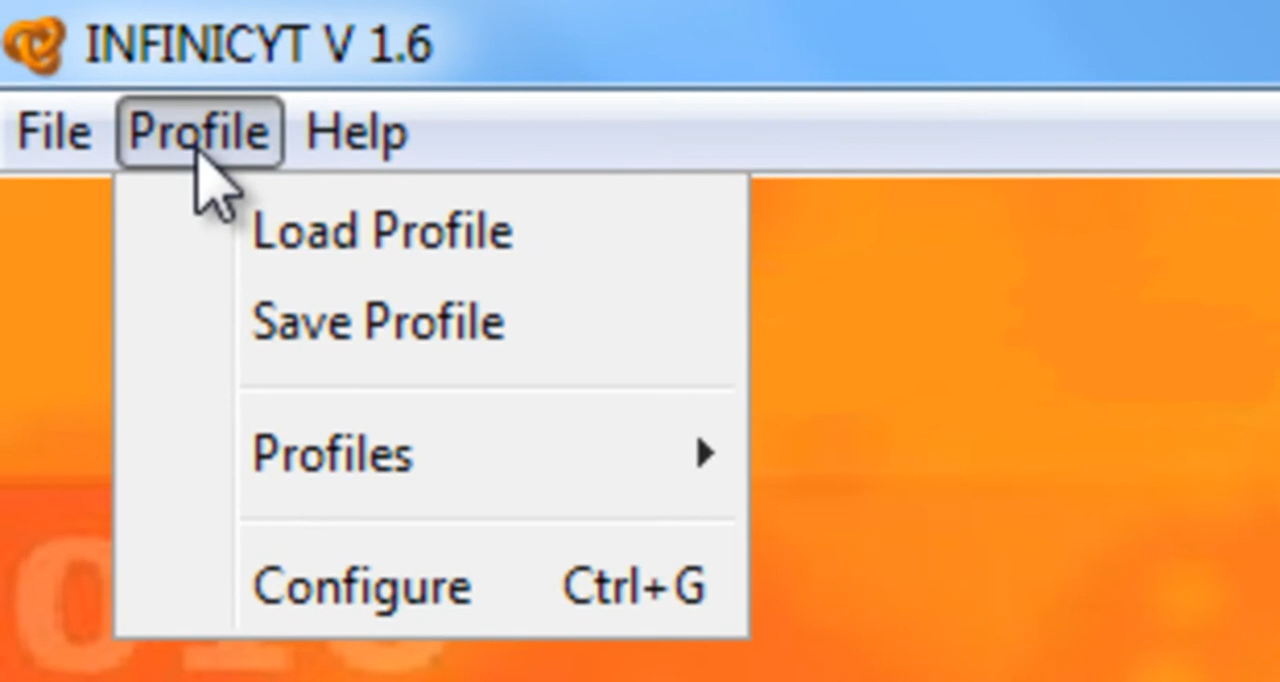 INFINICYT V 1.6
File Profile Help
Load Profile
Save Profile
Profiles
Configure Ctrl+G